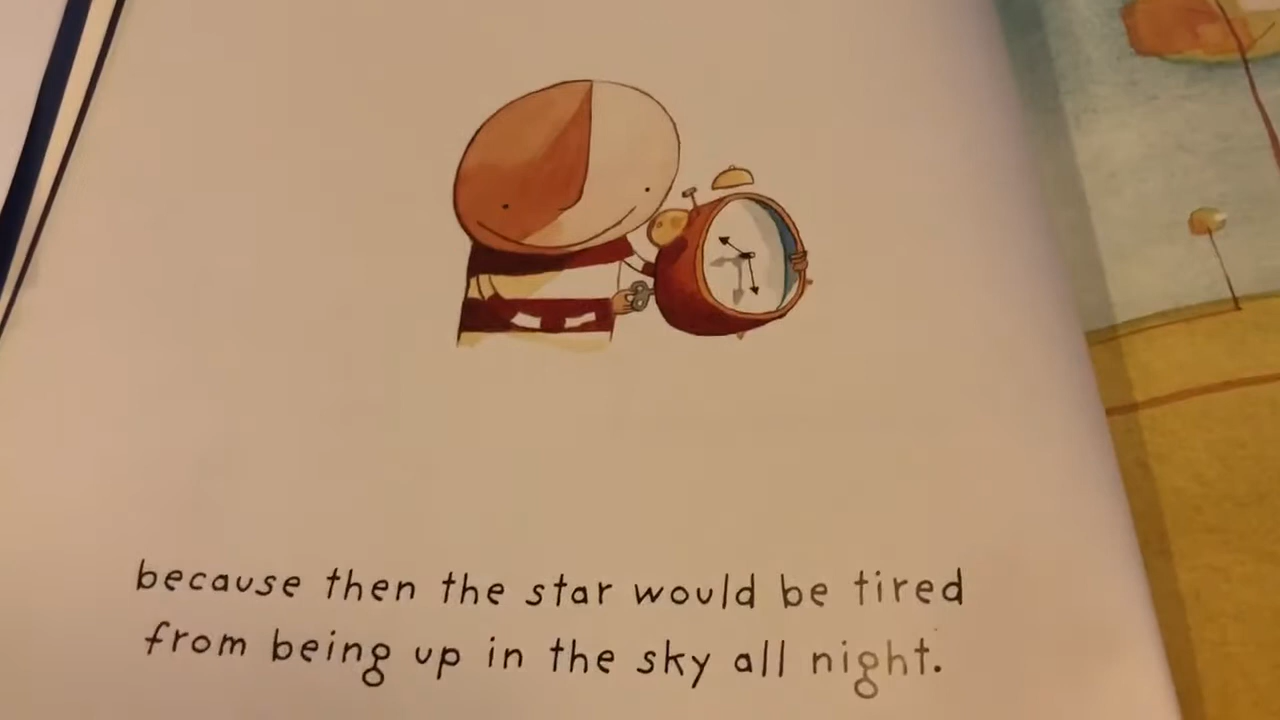 because then the star would be tired
from being up in the sky all night.